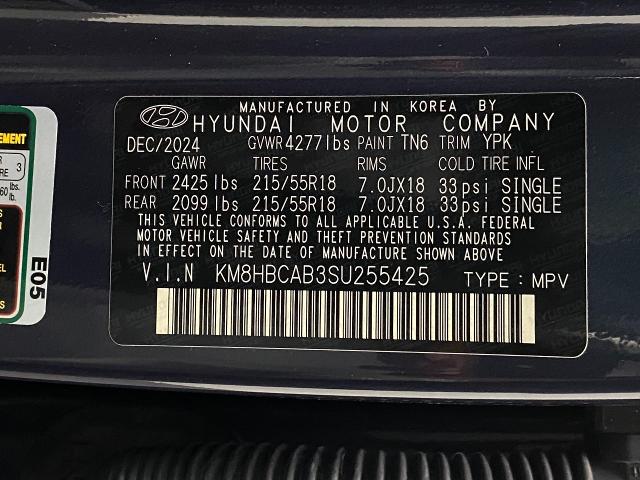 MANUFACTURED IN KOREA BY
HYUNDAI MOTOR COMPANY
DEC/2024 GVWR 4277 lbs PAINT TN6 TRIM YPK
GAWR TIRES RIMS COLD TIRE INFL
FRONT 2425 lbs 215/55R18 7.0JX18 33psi SINGLE
REAR 2099 lbs 215/55R18 7.0JX18 33psi SINGLE
THIS VEHICLE CONFORMS TO ALL APPLICABLE U.S.A. FEDERAL
MOTOR VEHICLE SAFETY AND THEFT PREVENTION STANDARDS
IN EFFECT ON THE DATE OF MANUFACTURE SHOWN ABOVE
V.I.N KM8HBCAB3SU255425 TYPE : MPV
3
lbs.
E05